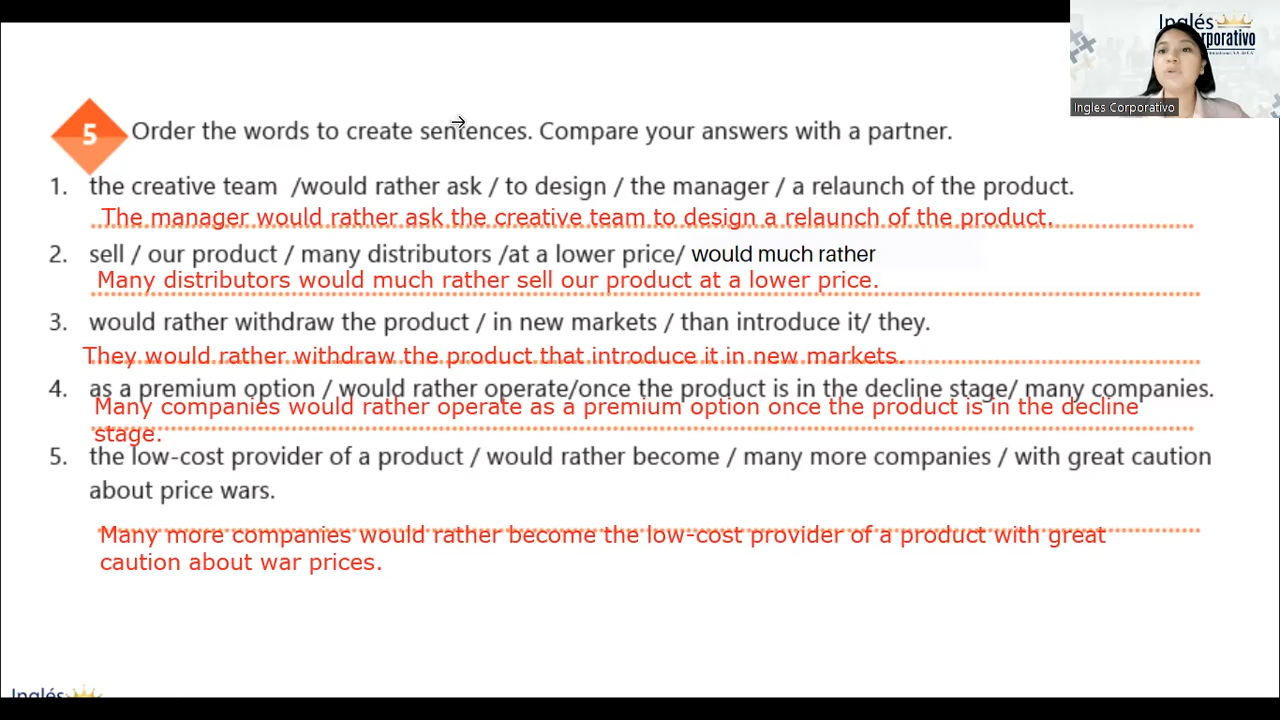 Inglés
Corporativo
Ingles Corporativo
5 Order the words to create sentences. Compare your answers with a partner.
1. the creative team /would rather ask / to design / the manager / a relaunch of the product.
The manager would rather ask the creative team to design a relaunch of the product.
2. sell / our product / many distributors /at a lower price/ would much rather
Many distributors would much rather sell our product at a lower price.
3. would rather withdraw the product / in new markets / than introduce it/ they.
They would rather withdraw the product that introduce it in new markets.
4. as a premium option / would rather operate/once the product is in the decline stage/ many companies.
Many companies would rather operate as a premium option once the product is in the decline
stage.
5. the low-cost provider of a product / would rather become / many more companies / with great caution
about price wars.
Many more companies would rather become the low-cost provider of a product with great
caution about war prices.
Inglés